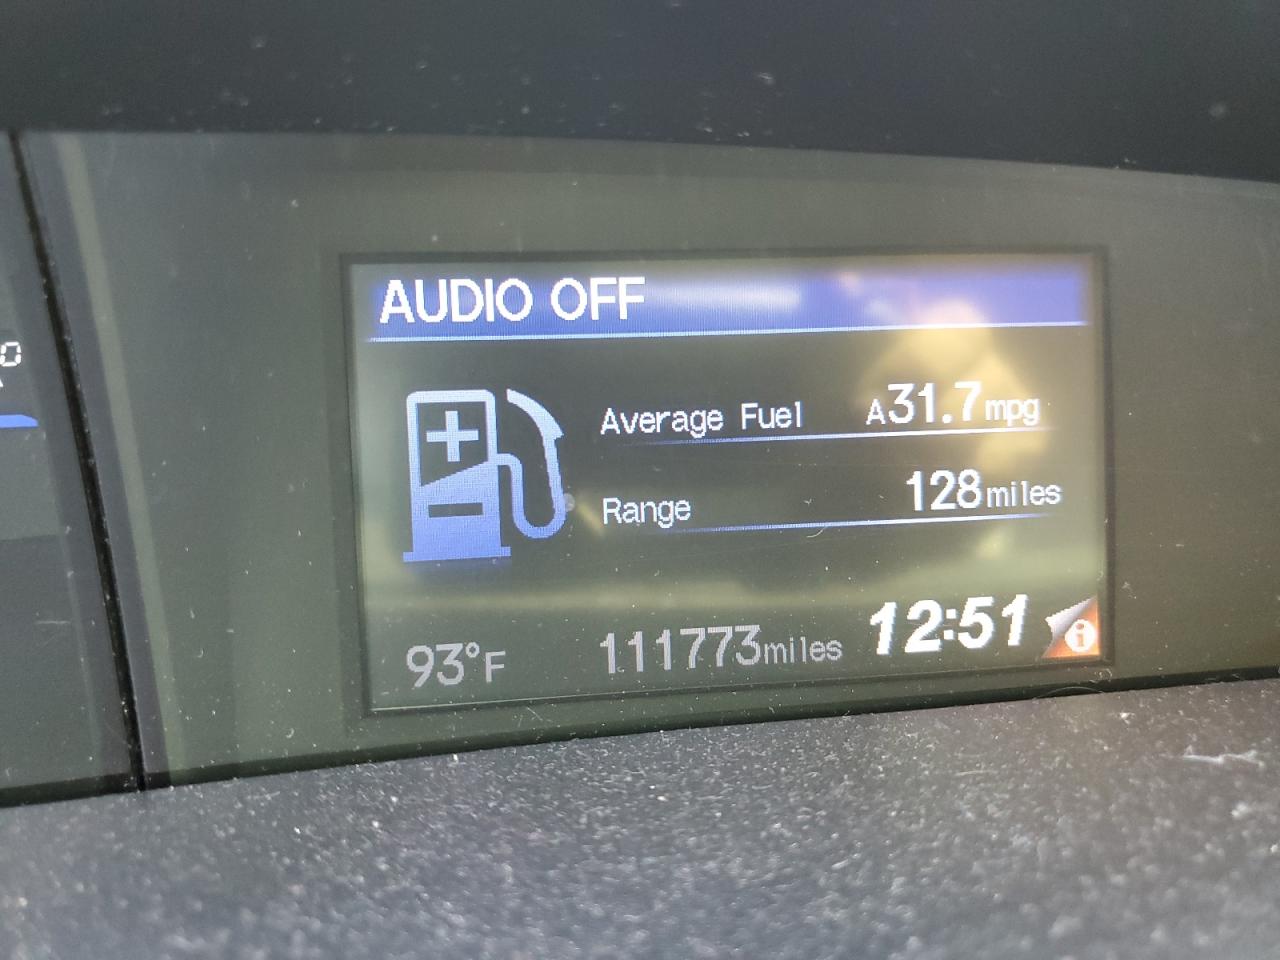 AUDIO OFF
Average Fuel A31.7mpg
Range 128miles
93°F 111773miles 12:51